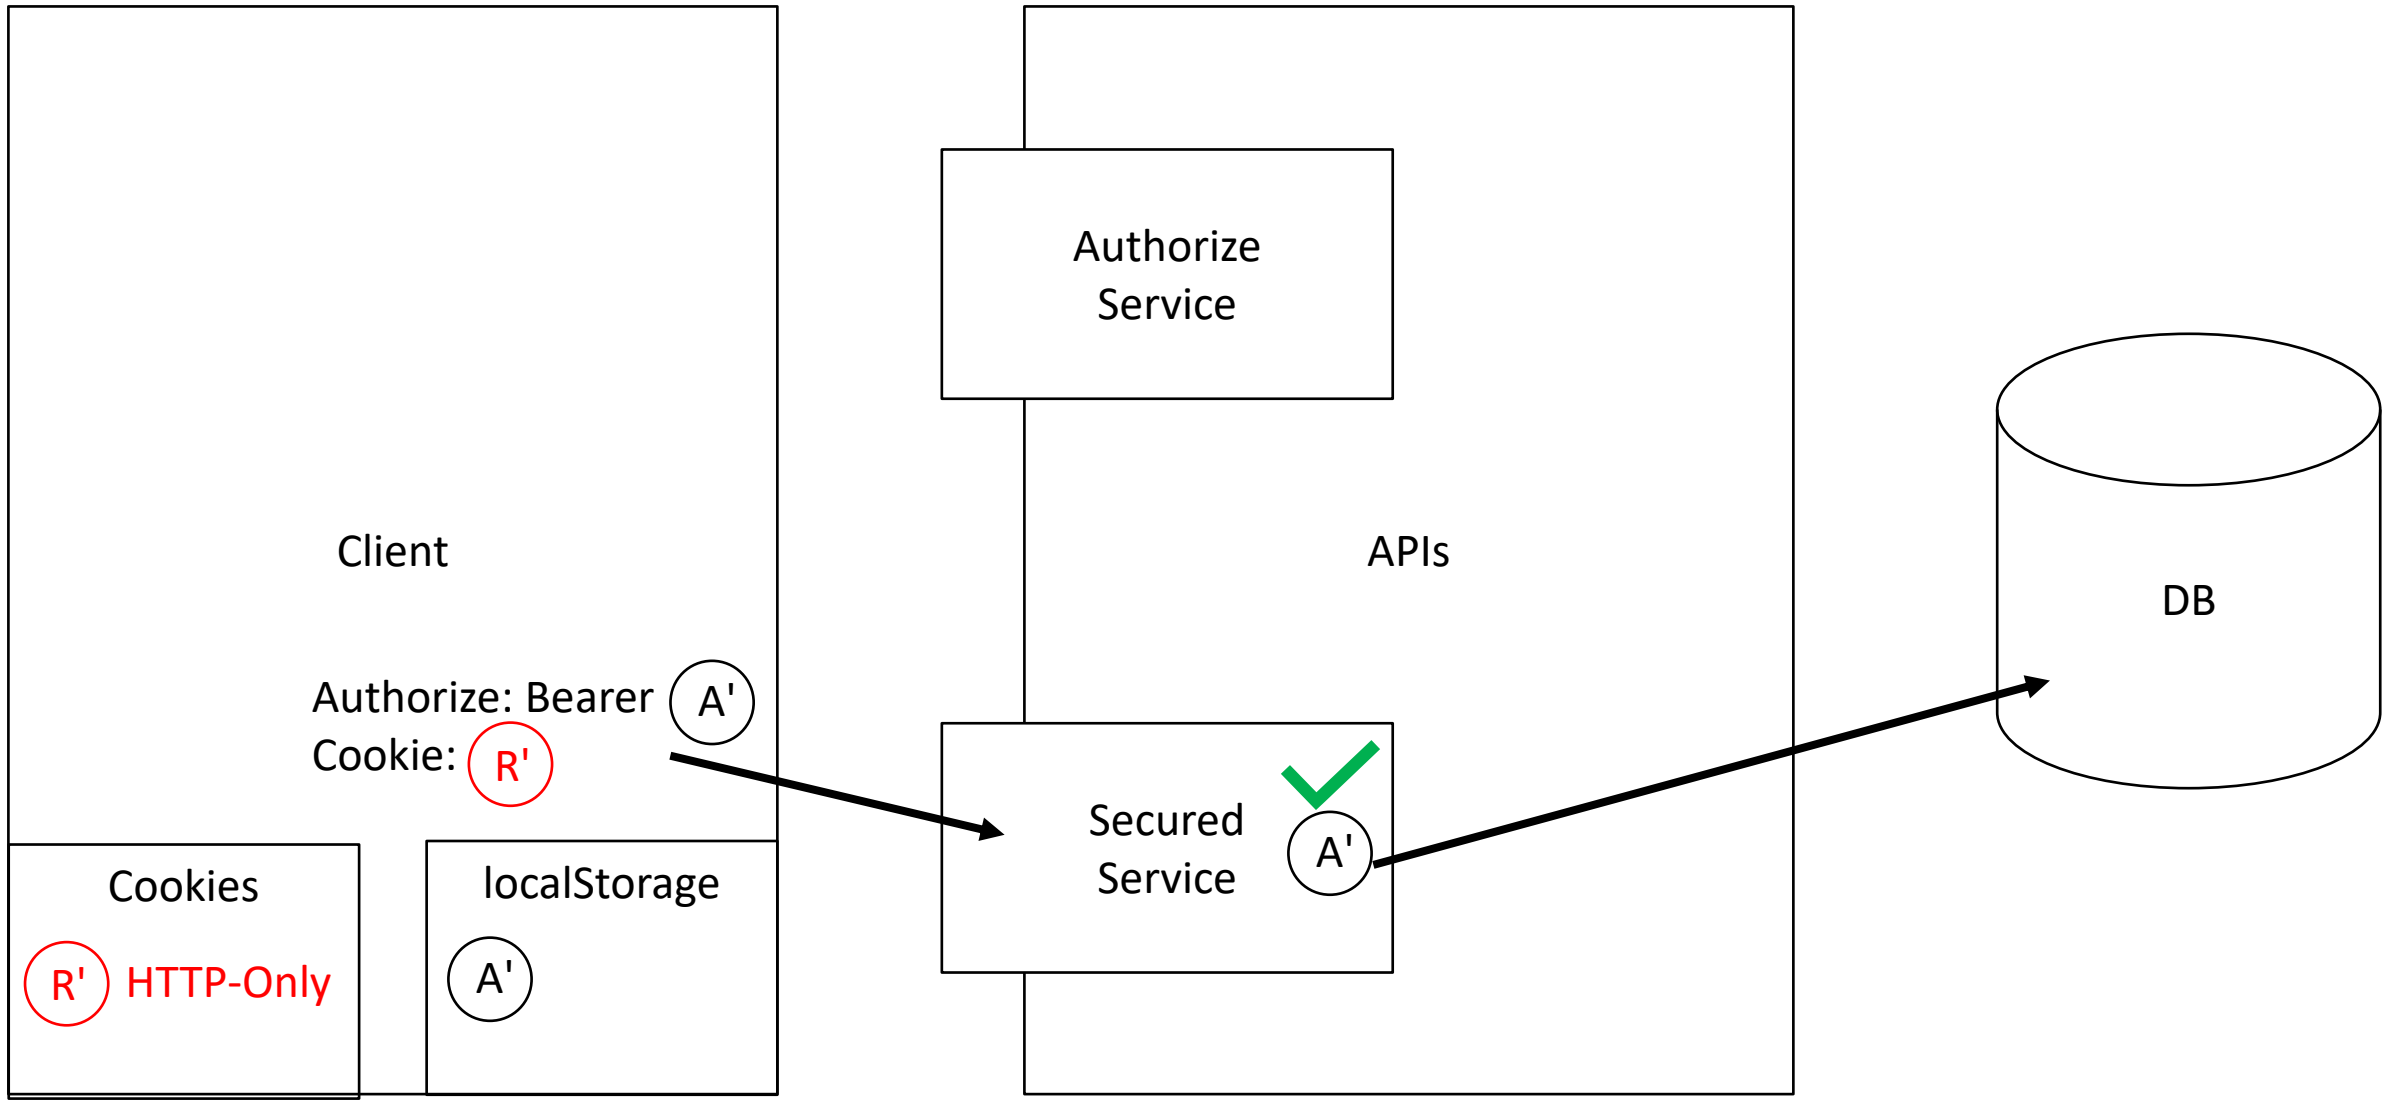 Client
Authorize: Bearer A'
Cookie: R'
Cookies
R' HTTP-Only
localStorage
A'
APIs
Authorize
Service
Secured
Service
A'
DB